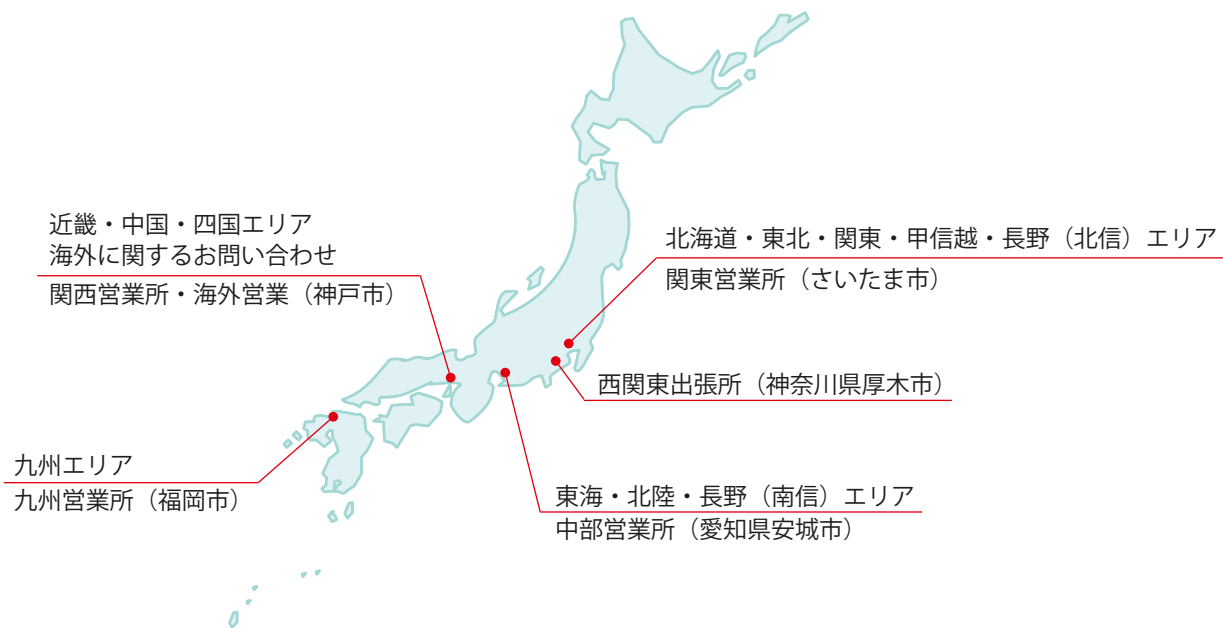 近畿・中国・四国エリア
海外に関するお問い合わせ
関西営業所・海外営業（神戸市）
北海道・東北・関東・甲信越・長野（北信）エリア
関東営業所（さいたま市）
西関東出張所（神奈川県厚木市）
九州エリア
九州営業所（福岡市）
東海・北陸・長野（南信）エリア
中部営業所（愛知県安城市）